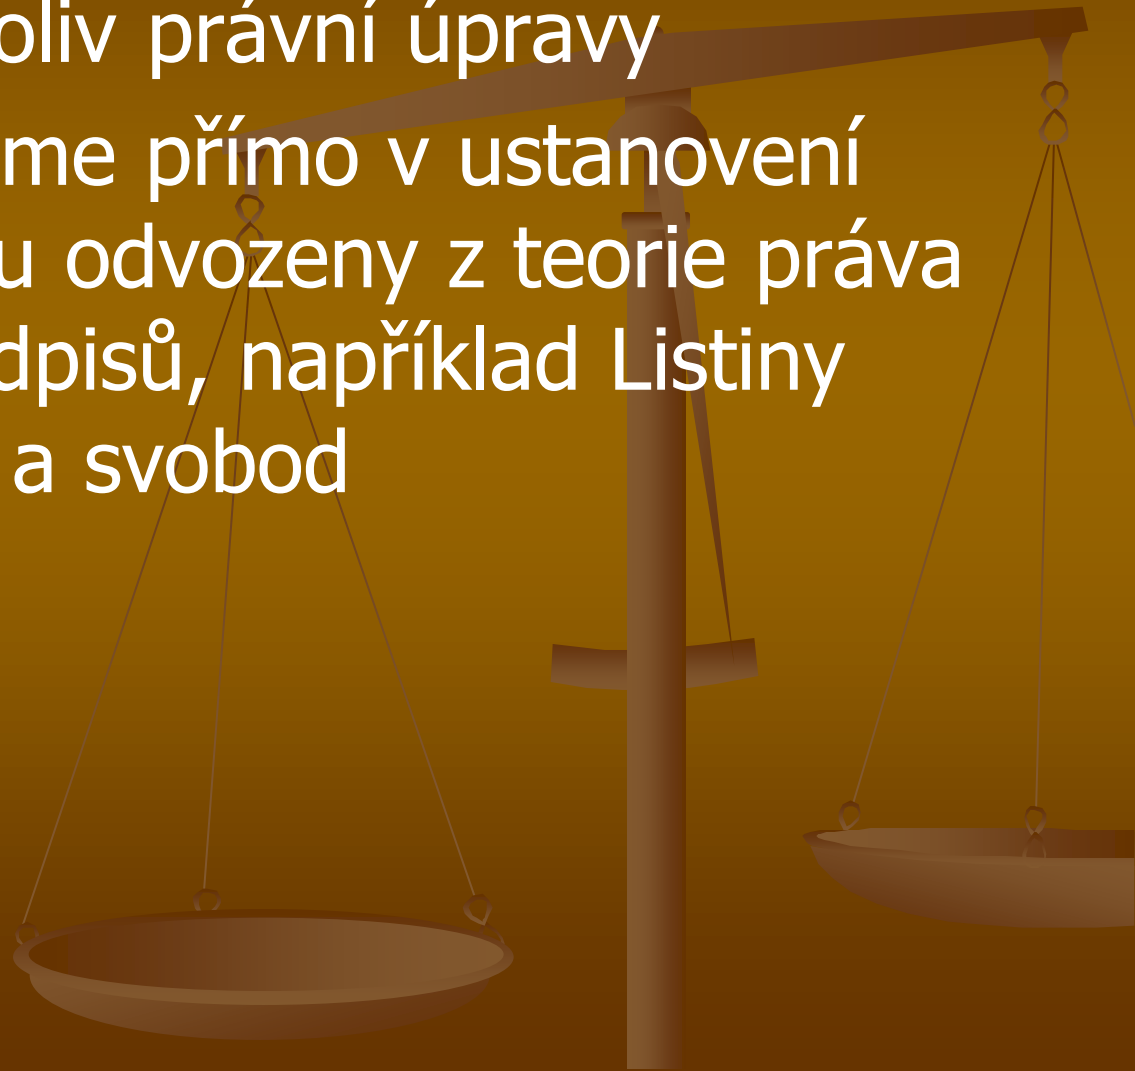 oliv právní úpravy
me přímo v ustanovení
u odvozeny z teorie práva
dpisů, například Listiny
a svobod